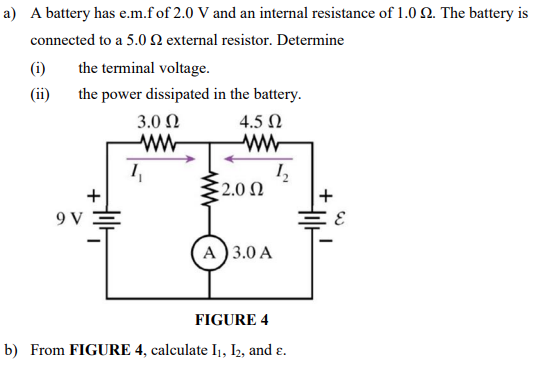 a) A battery has e.m.f of 2.0 V and an internal resistance of 1.0 Ω. The battery is
connected to a 5.0 Ω external resistor. Determine
(i) the terminal voltage.
(ii) the power dissipated in the battery.
3.0 Ω 4.5 Ω
I₁ I₂
2.0 Ω
+ +
9 V ℰ
− −
A 3.0 A
FIGURE 4
b) From FIGURE 4, calculate I₁, I₂, and ε.